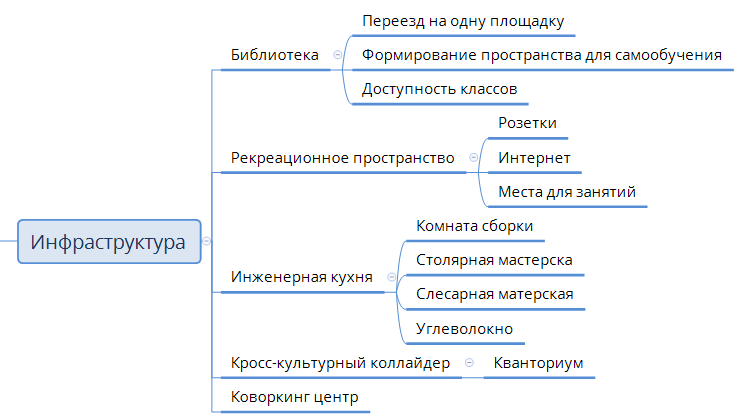 Переезд на одну площадку
Библиотека
Формирование пространства для самообучения
Доступность классов
Розетки
Рекреационное пространство
Интернет
Места для занятий
Инфраструктура
Комната сборки
Столярная мастерска
Инженерная кухня
Слесарная матерская
Углеволокно
Кросс-культурный коллайдер
Кванториум
Коворкинг центр